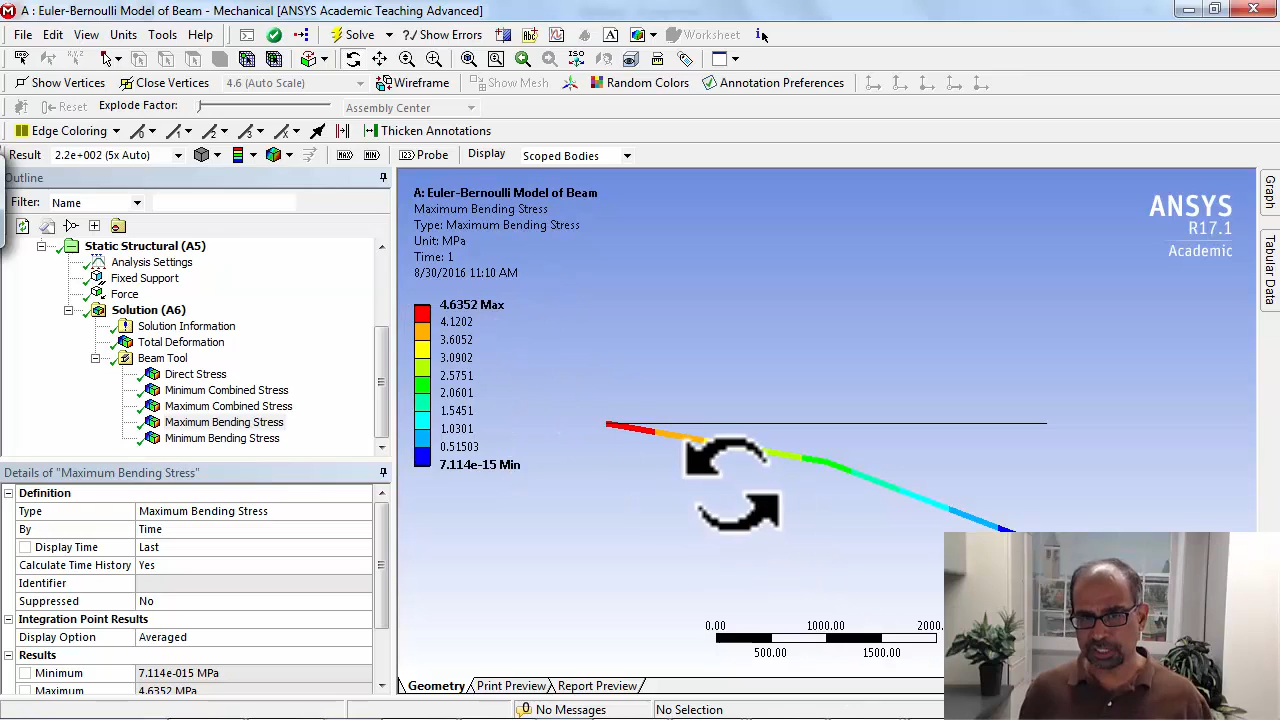 A : Euler-Bernoulli Model of Beam - Mechanical [ANSYS Academic Teaching Advanced]
File Edit View Units Tools Help Solve Show Errors Worksheet
Show Vertices Close Vertices 4.6 (Auto Scale) Wireframe Show Mesh Random Colors Annotation Preferences
Reset Explode Factor: Assembly Center
Edge Coloring Thicken Annotations
Result 2.2e+002 (5x Auto) Probe Display Scoped Bodies
Outline
Filter: Name
Static Structural (A5)
Analysis Settings
Fixed Support
Force
Solution (A6)
Solution Information
Total Deformation
Beam Tool
Direct Stress
Minimum Combined Stress
Maximum Combined Stress
Maximum Bending Stress
Minimum Bending Stress
Details of "Maximum Bending Stress"
Definition
Type Maximum Bending Stress
By Time
Display Time Last
Calculate Time History Yes
Identifier
Suppressed No
Integration Point Results
Display Option Averaged
Results
Minimum 7.114e-015 MPa
Maximum 4.6352 MPa
A: Euler-Bernoulli Model of Beam
Maximum Bending Stress
Type: Maximum Bending Stress
Unit: MPa
Time: 1
8/30/2016 11:10 AM
4.6352 Max
4.1202
3.6052
3.0902
2.5751
2.0601
1.5451
1.0301
0.51503
7.114e-15 Min
ANSYS
R17.1
Academic
0.00 1000.00 2000.
500.00 1500.00
Geometry Print Preview Report Preview
Graph
Tabular Data
0 No Messages No Selection